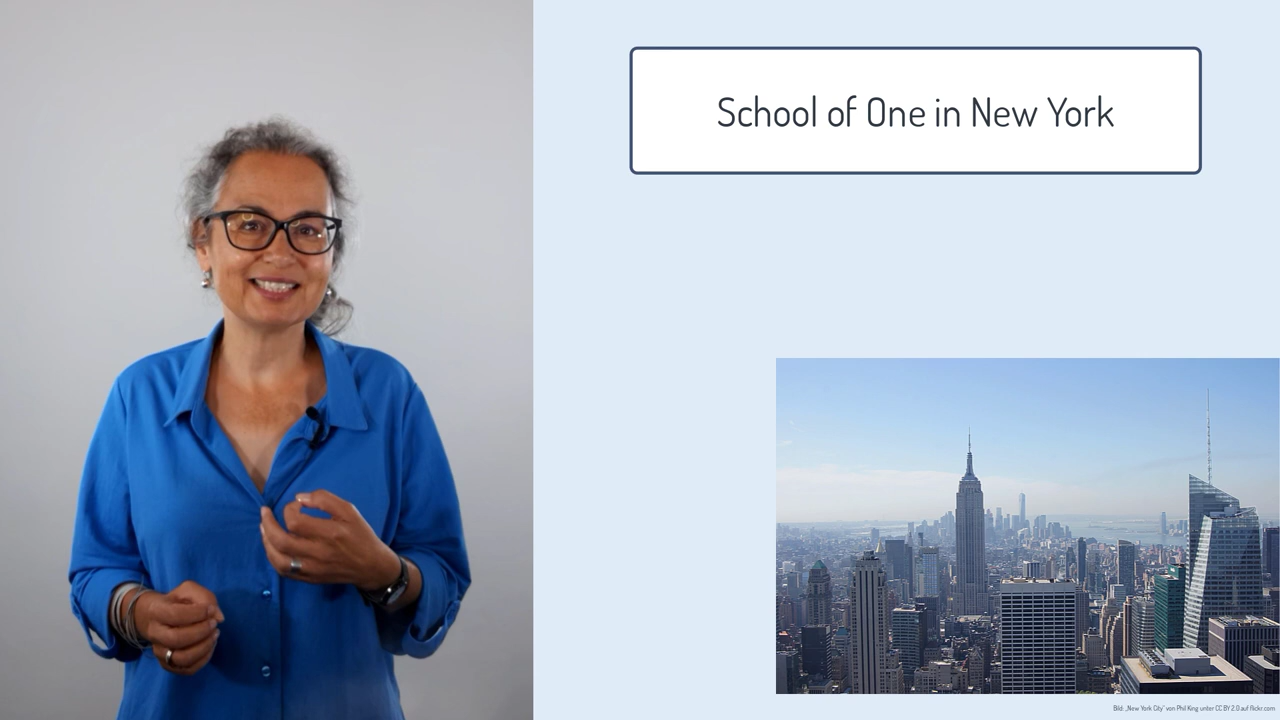 School of One in New York
Bild: „New York City" von Phil King unter CC BY 2.0 auf flickr.com